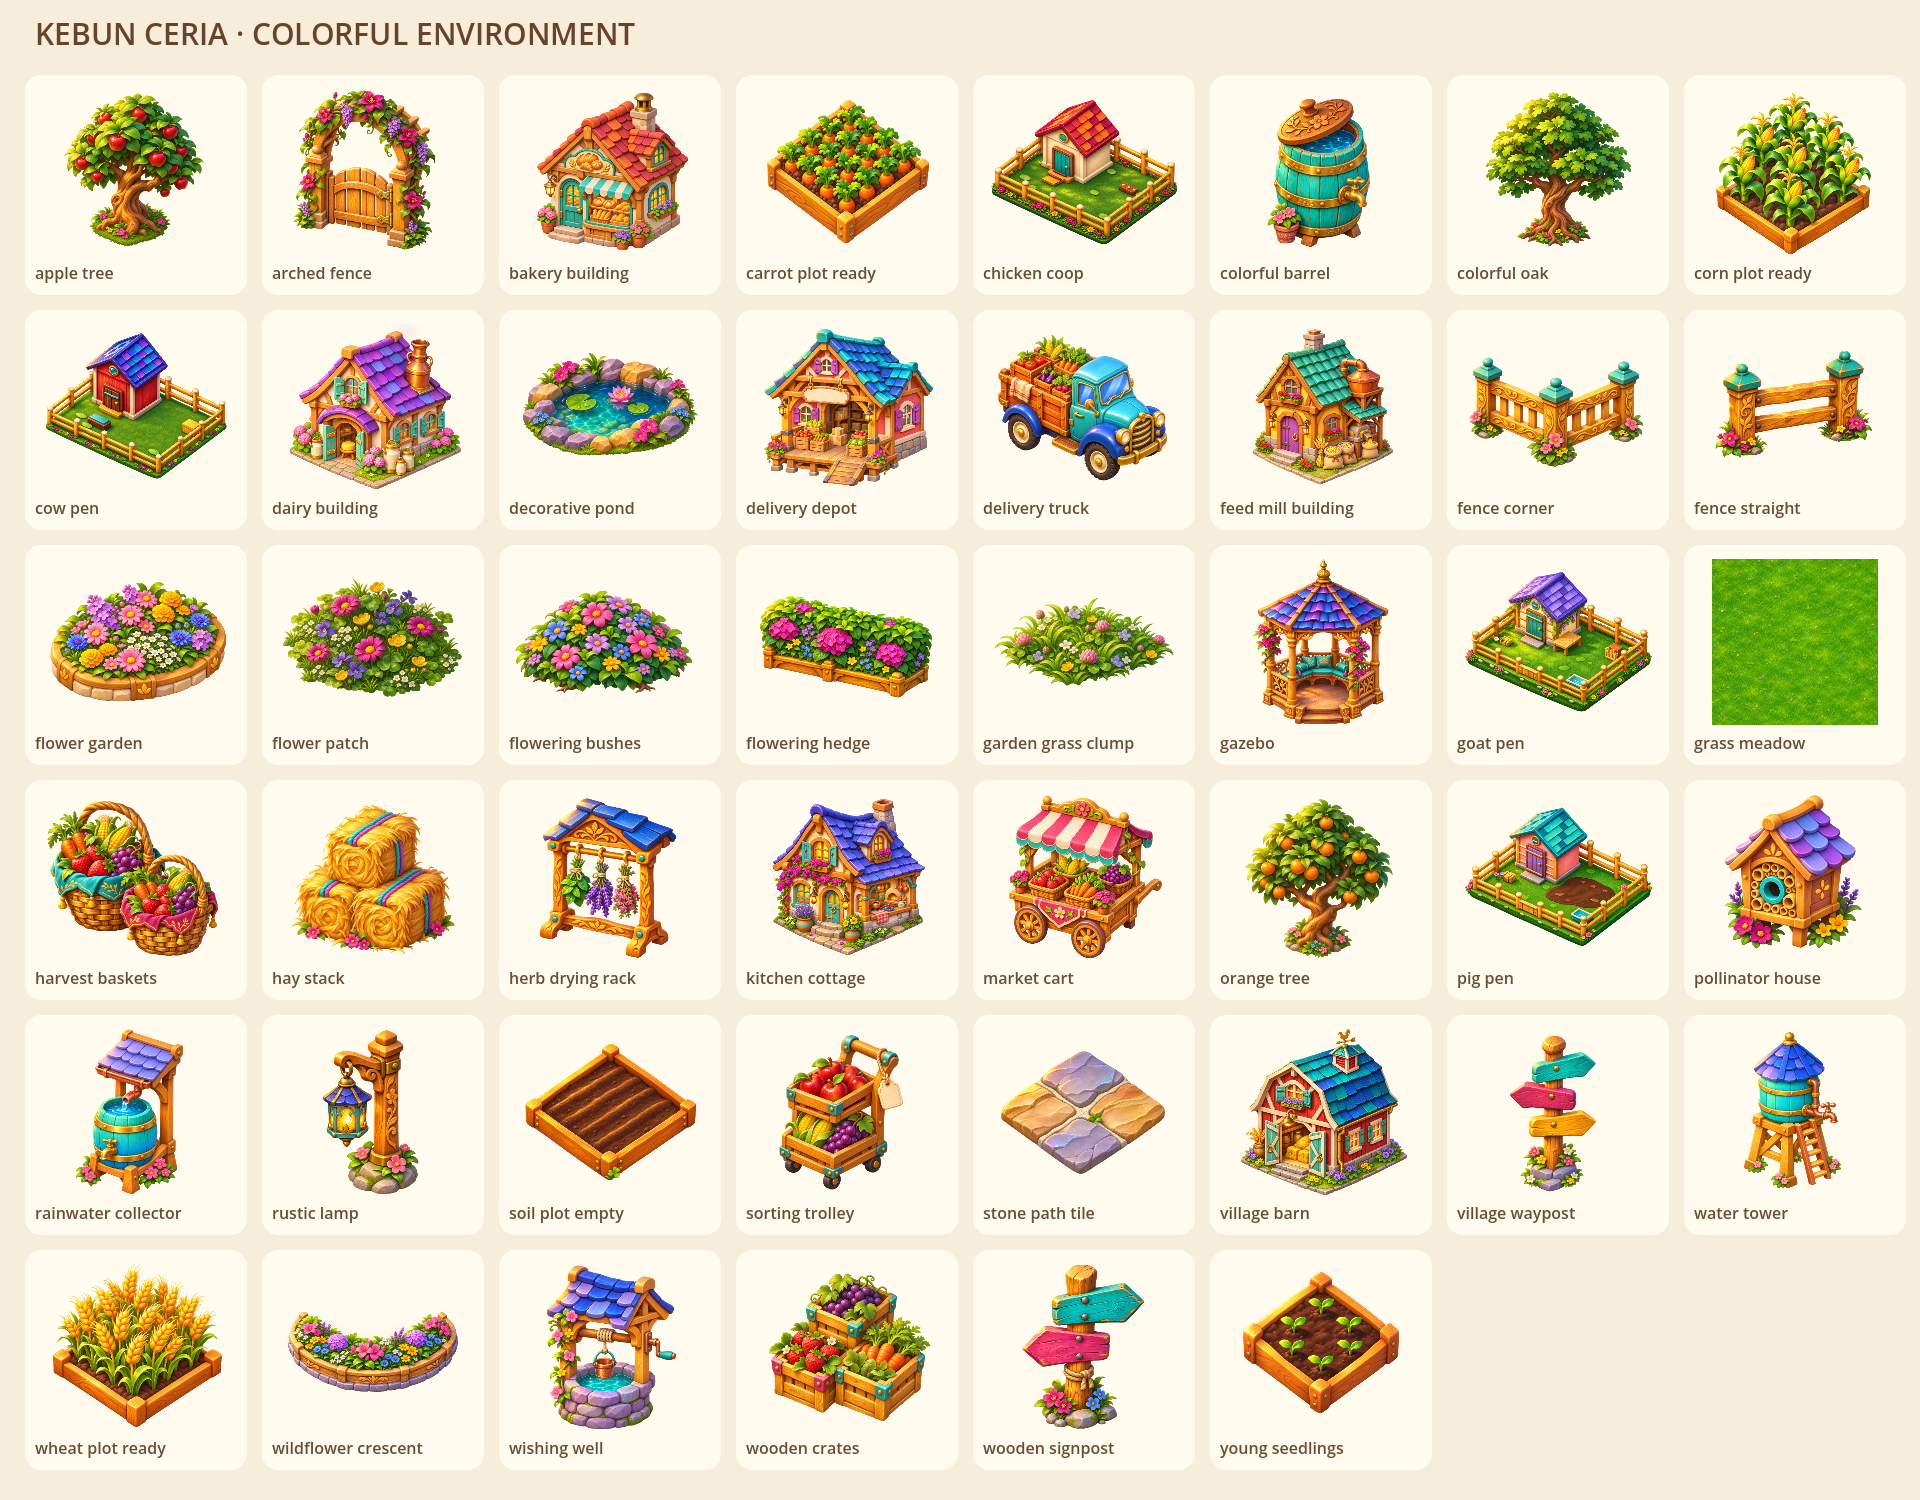 KEBUN CERIA · COLORFUL ENVIRONMENT
apple tree
arched fence
bakery building
carrot plot ready
chicken coop
colorful barrel
colorful oak
corn plot ready
cow pen
dairy building
decorative pond
delivery depot
delivery truck
feed mill building
fence corner
fence straight
flower garden
flower patch
flowering bushes
flowering hedge
garden grass clump
gazebo
goat pen
grass meadow
harvest baskets
hay stack
herb drying rack
kitchen cottage
market cart
orange tree
pig pen
pollinator house
rainwater collector
rustic lamp
soil plot empty
sorting trolley
stone path tile
village barn
village waypost
water tower
wheat plot ready
wildflower crescent
wishing well
wooden crates
wooden signpost
young seedlings